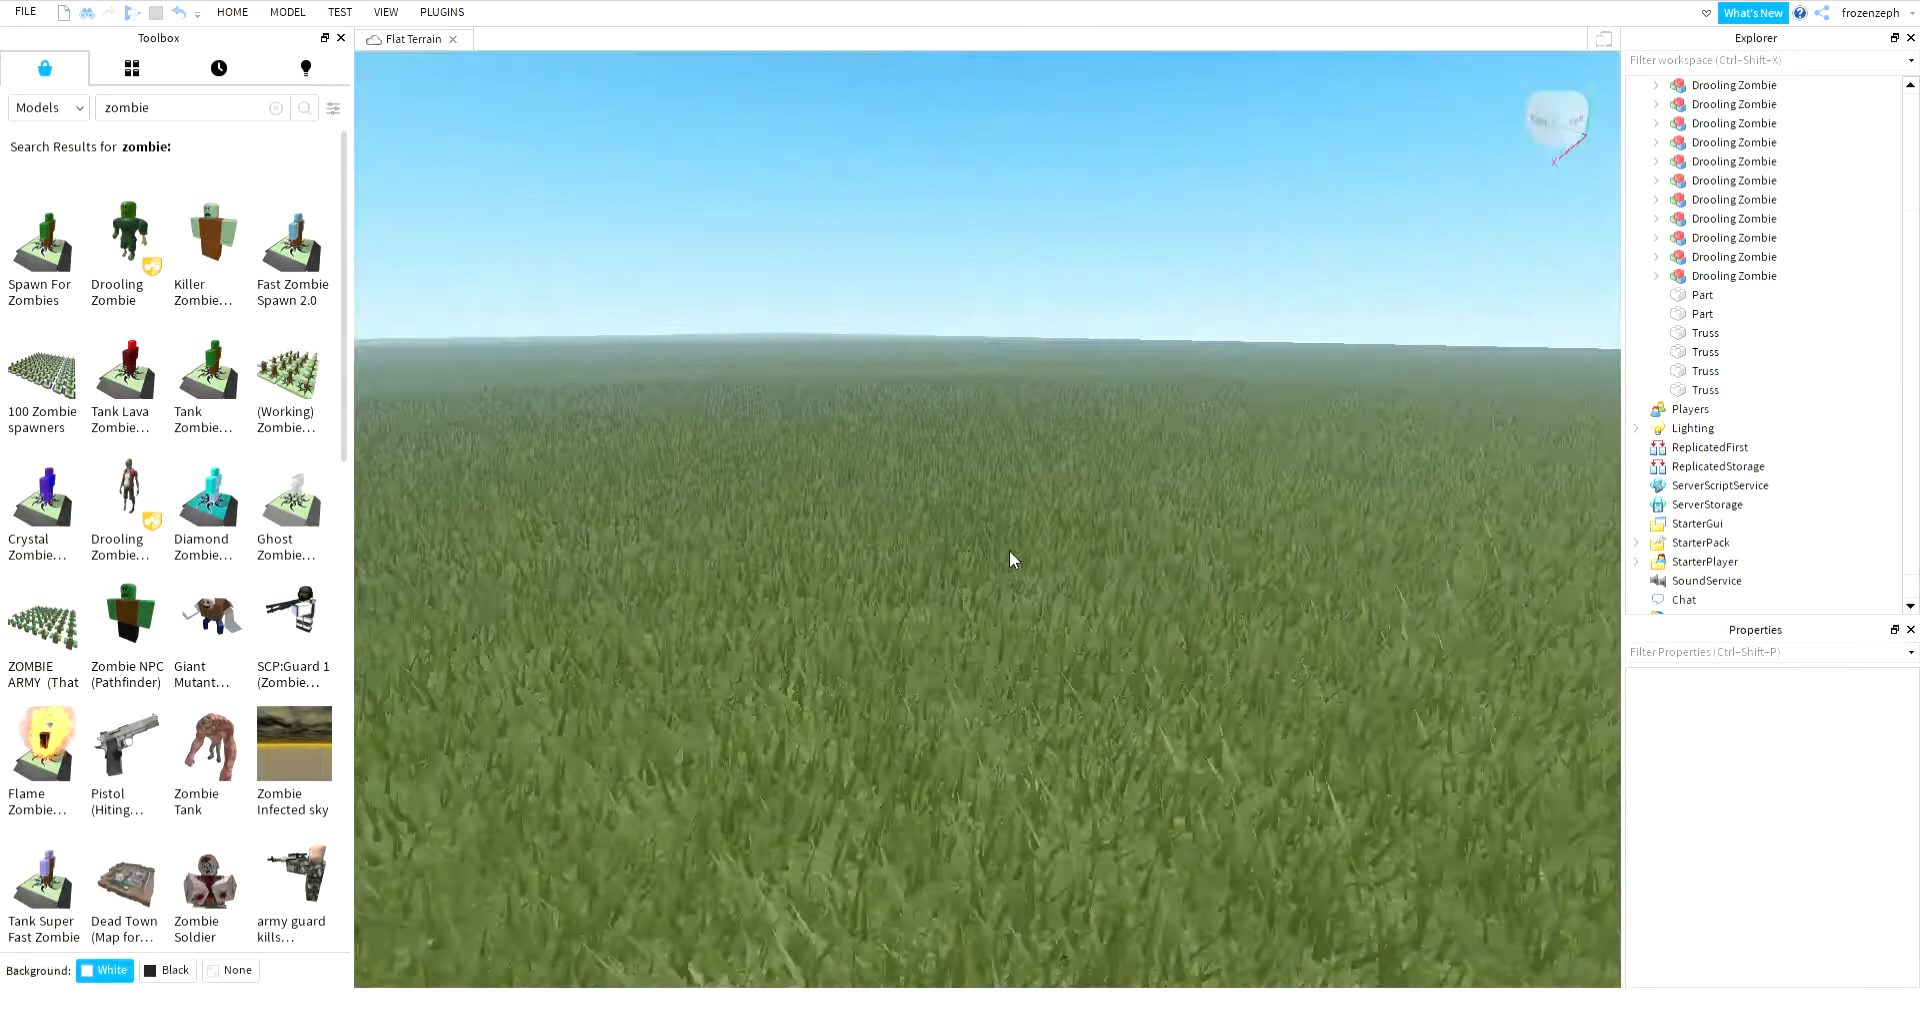 FILE
HOME
MODEL
TEST
VIEW
PLUGINS
What's New
frozenzeph
Toolbox
Flat Terrain
Models
zombie
Search Results for zombie:
Spawn For
Zombies
Drooling
Zombie
Killer
Zombie...
Fast Zombie
Spawn 2.0
100 Zombie
spawners
Tank Lava
Zombie...
Tank
Zombie...
(Working)
Zombie...
Crystal
Zombie...
Drooling
Zombie...
Diamond
Zombie...
Ghost
Zombie...
ZOMBIE
ARMY (That
Zombie NPC
(Pathfinder)
Giant
Mutant...
SCP:Guard 1
(Zombie...
Flame
Zombie...
Pistol
(Hiting...
Zombie
Tank
Zombie
Infected sky
Tank Super
Fast Zombie
Dead Town
(Map for...
Zombie
Soldier
army guard
kills...
Background:
White
Black
None
X
Explorer
Filter workspace (Ctrl-Shift-X)
Drooling Zombie
Drooling Zombie
Drooling Zombie
Drooling Zombie
Drooling Zombie
Drooling Zombie
Drooling Zombie
Drooling Zombie
Drooling Zombie
Drooling Zombie
Drooling Zombie
Part
Part
Truss
Truss
Truss
Truss
Players
Lighting
ReplicatedFirst
ReplicatedStorage
ServerScriptService
ServerStorage
StarterGui
StarterPack
StarterPlayer
SoundService
Chat
Properties
Filter Properties (Ctrl-Shift-P)